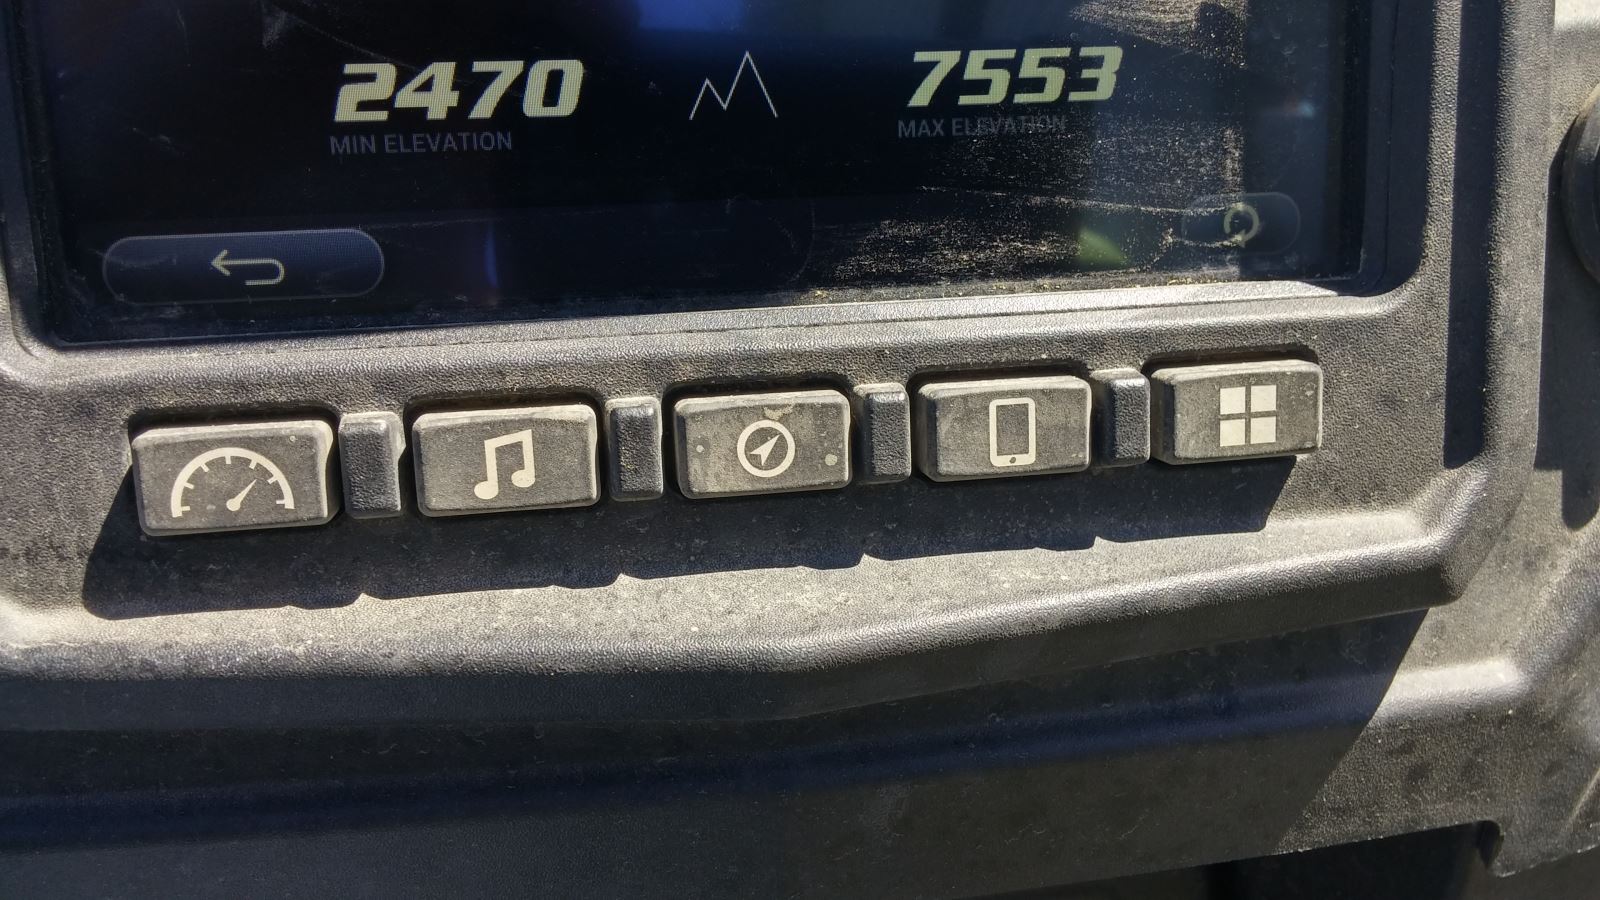 2470 7553
MIN ELEVATION MAX ELEVATION